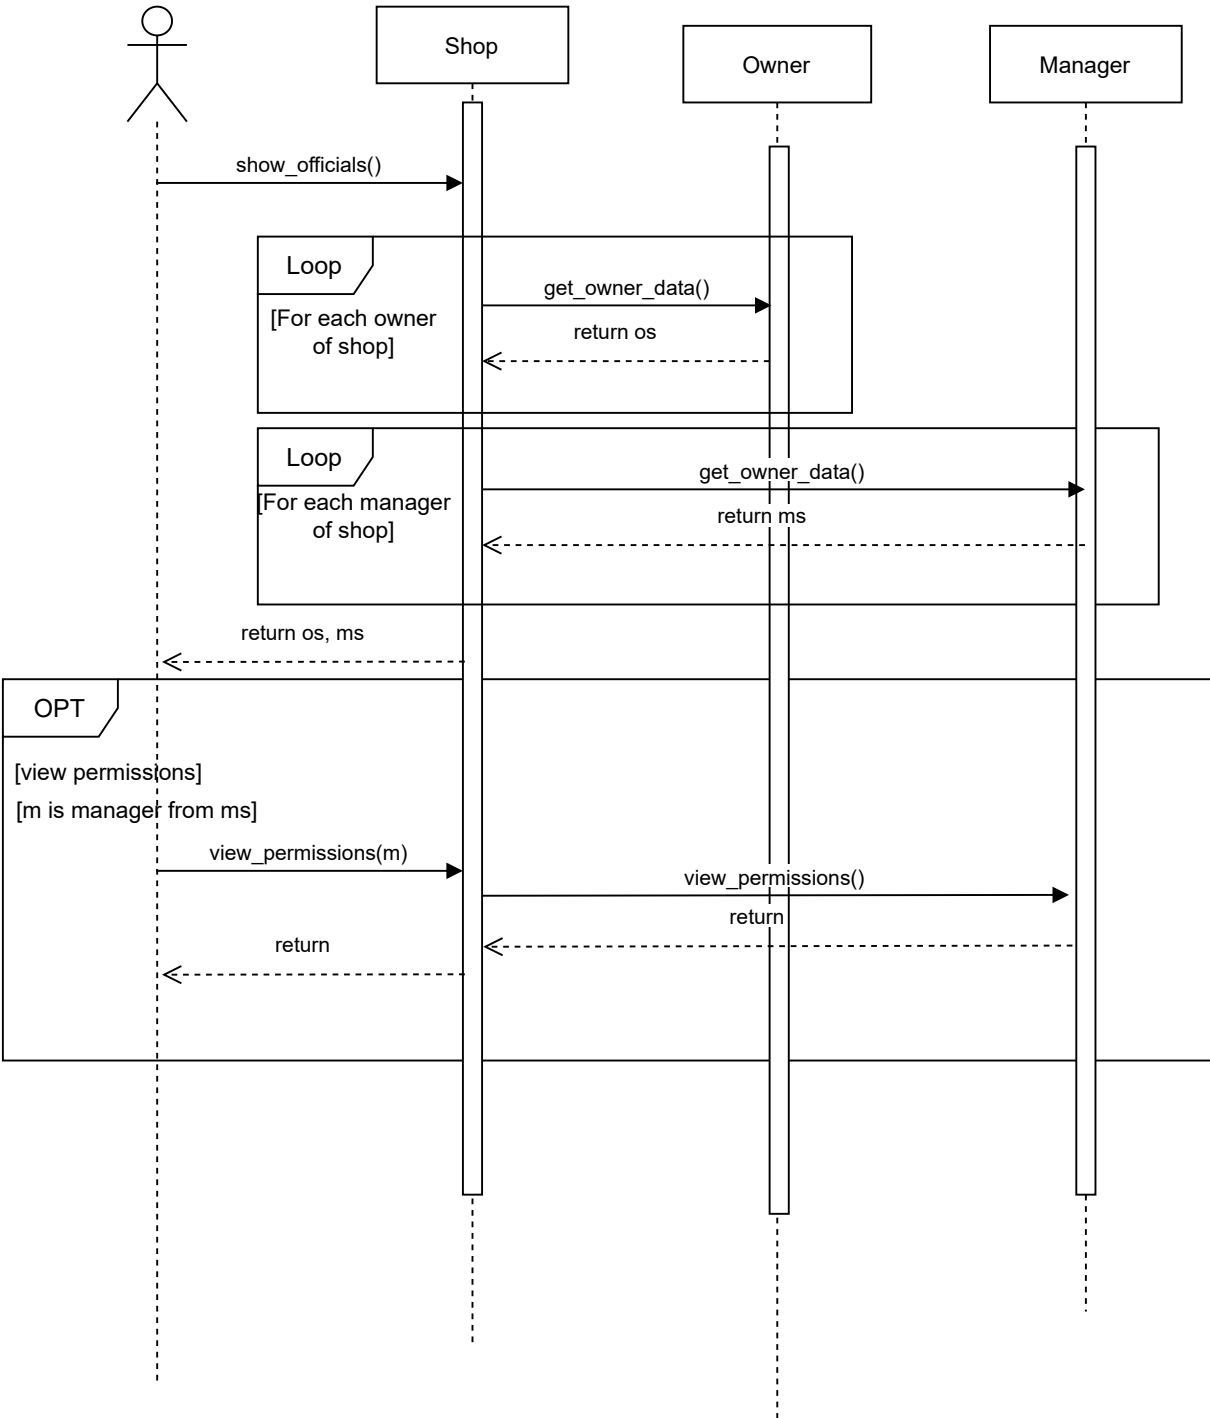 Shop
Owner
Manager
show_officials()
Loop
get_owner_data()
[For each owner
of shop]
return os
Loop
get_owner_data()
[For each manager
of shop]
return ms
return os, ms
OPT
[view permissions]
[m is manager from ms]
view_permissions(m)
view_permissions()
return
return